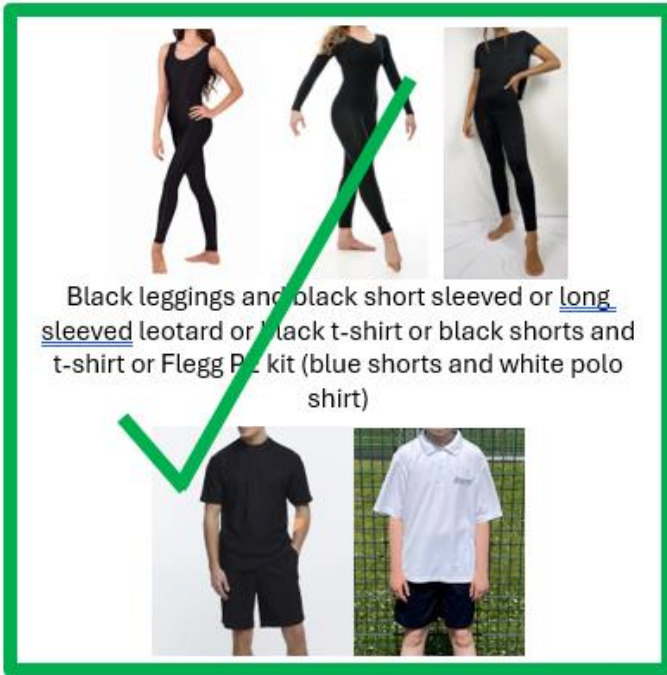 Black leggings and black short sleeved or long
sleeved leotard or black t-shirt or black shorts and
t-shirt or Flegg PE kit (blue shorts and white polo
shirt)